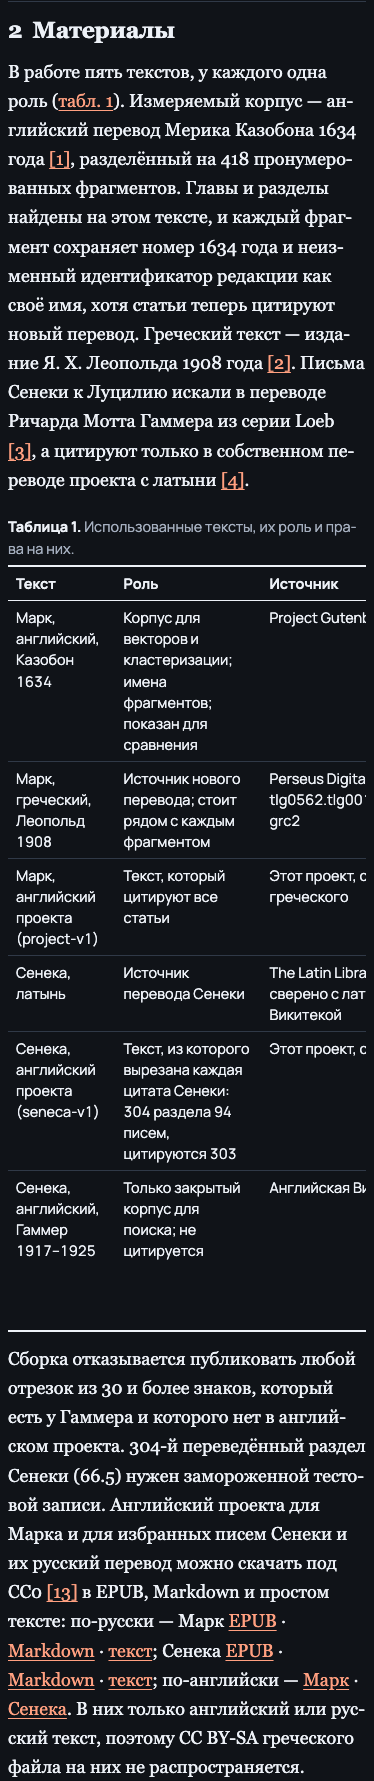 2 Материалы
В работе пять текстов, у каждого одна
роль (табл. 1). Измеряемый корпус — ан-
глийский перевод Мерика Казобона 1634
года [1], разделённый на 418 пронумеро-
ванных фрагментов. Главы и разделы
найдены на этом тексте, и каждый фраг-
мент сохраняет номер 1634 года и неиз-
менный идентификатор редакции как
своё имя, хотя статьи теперь цитируют
новый перевод. Греческий текст — изда-
ние Я. Х. Леопольда 1908 года [2]. Письма
Сенеки к Луцилию искали в переводе
Ричарда Мотта Гаммера из серии Loeb
[3], а цитируют только в собственном пе-
реводе проекта с латыни [4].
Таблица 1. Использованные тексты, их роль и пра-
ва на них.
Текст Роль Источник
Марк, Корпус для Project Gutenb
английский, векторов и
Казобон кластеризации;
1634 имена
фрагментов;
показан для
сравнения
Марк, Источник нового Perseus Digita
греческий, перевода; стоит tlg0562.tlg001
Леопольд рядом с каждым grc2
1908 фрагментом
Марк, Текст, который Этот проект, с
английский цитируют все греческого
проекта статьи
(project-v1)
Сенека, Источник The Latin Libra
латынь перевода Сенеки сверено с лат
Викитекой
Сенека, Текст, из которого Этот проект, с
английский вырезана каждая
проекта цитата Сенеки:
(seneca-v1) 304 раздела 94
писем,
цитируются 303
Сенека, Только закрытый Английская Ви
английский, корпус для
Гаммер поиска; не
1917–1925 цитируется
Сборка отказывается публиковать любой
отрезок из 30 и более знаков, который
есть у Гаммера и которого нет в англий-
ском проекта. 304-й переведённый раздел
Сенеки (66.5) нужен замороженной тесто-
вой записи. Английский проекта для
Марка и для избранных писем Сенеки и
их русский перевод можно скачать под
CC0 [13] в EPUB, Markdown и простом
тексте: по-русски — Марк EPUB ·
Markdown · текст; Сенека EPUB ·
Markdown · текст; по-английски — Марк ·
Сенека. В них только английский или рус-
ский текст, поэтому CC BY-SA греческого
файла на них не распространяется.